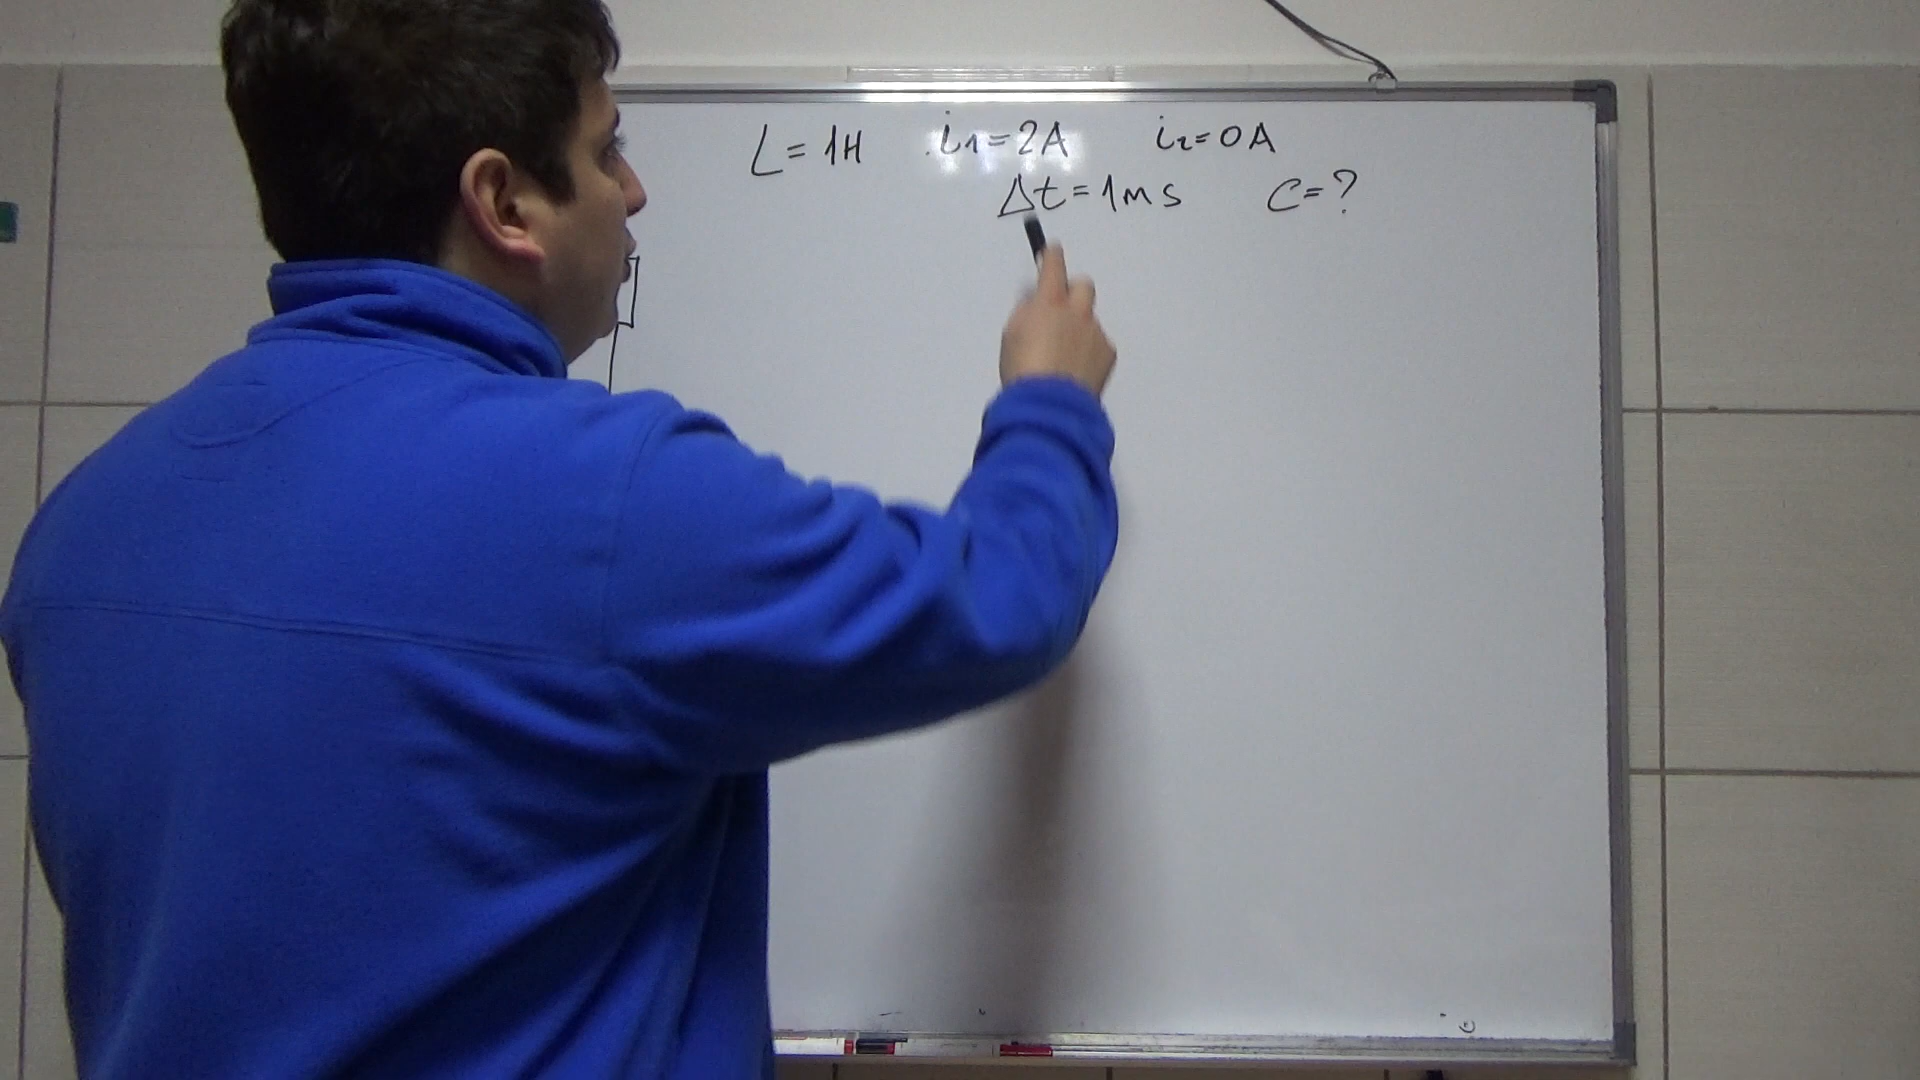 L = 1H i₁=2A i₂=0A
Δt=1ms C=?